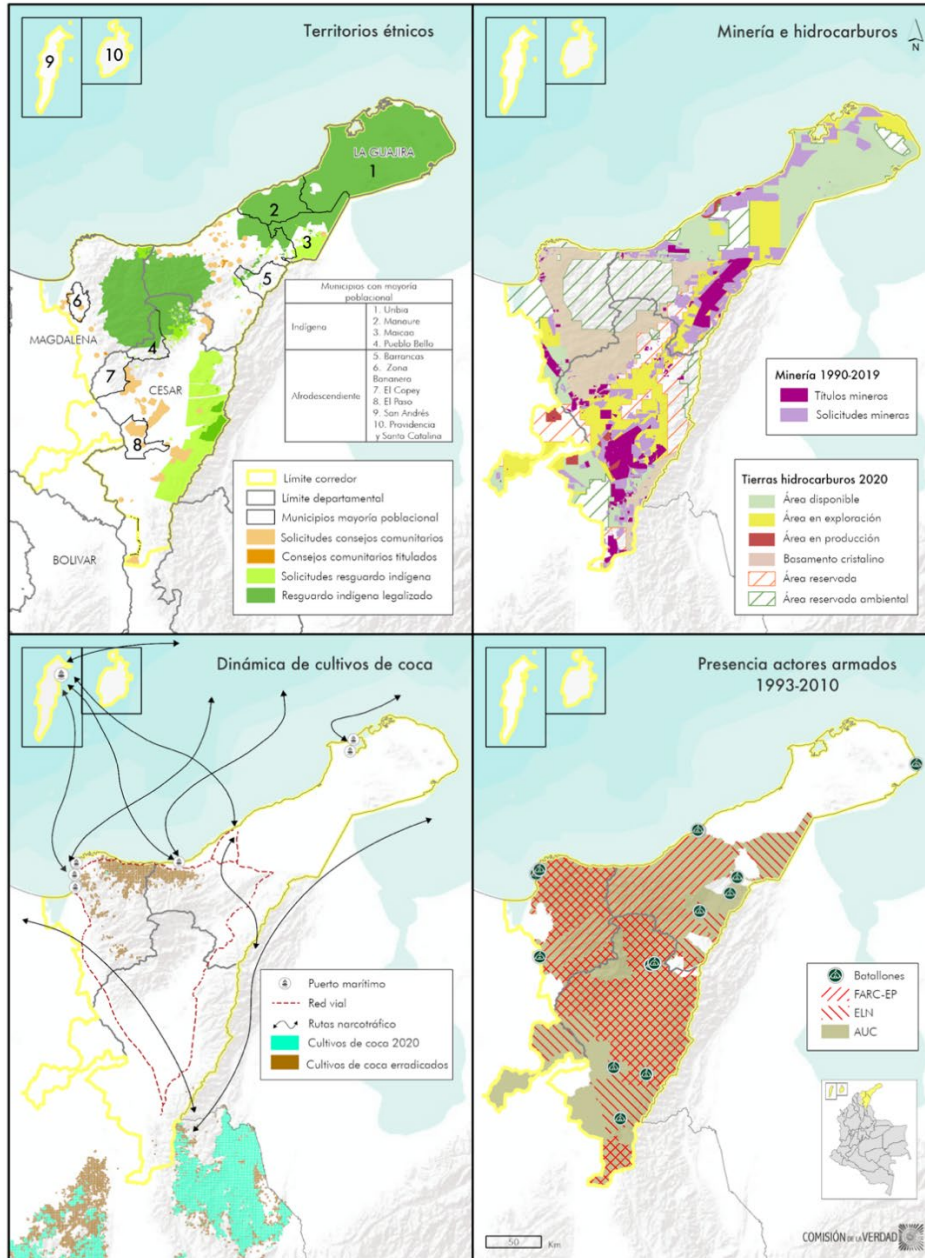 Territorios étnicos
9
10
LA GUAJIRA
1
2
3
5
6
MAGDALENA
4
7
CESAR
8
BOLIVAR
Municipios con mayoría
poblacional
Indígena
1. Uribia
2. Manaure
3. Maicao
4. Pueblo Bello
Afrodescendiente
5. Barrancas
6. Zona
Bananera
7. El Copey
8. El Paso
9. San Andrés
10. Providencia
y Santa Catalina
Límite corredor
Límite departamental
Municipios mayoría poblacional
Solicitudes consejos comunitarios
Consejos comunitarios titulados
Solicitudes resguardo indígena
Resguardo indígena legalizado
Minería e hidrocarburos
N
Minería 1990-2019
Títulos mineros
Solicitudes mineros
Tierras hidrocarburos 2020
Área disponible
Área en exploración
Área en producción
Basamento cristalino
Área reservada
Área reservada ambiental
Dinámica de cultivos de coca
Puerto marítimo
Red vial
Rutas narcotráfico
Cultivos de coca 2020
Cultivos de coca erradicados
Presencia actores armados
1993-2010
Batallones
FARC-EP
ELN
AUC
50
Km
COMISIÓN DE LA VERDAD